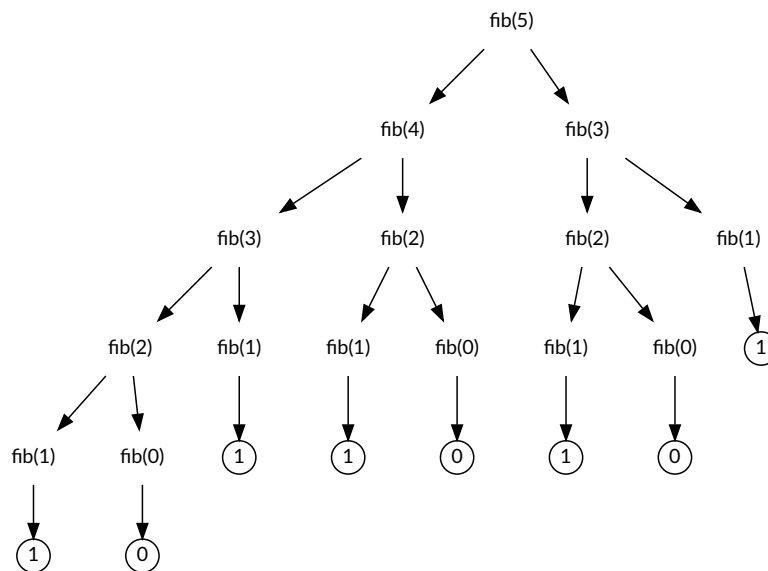 fib(5)
fib(4) fib(3)
fib(3) fib(2) fib(2) fib(1)
fib(2) fib(1) fib(1) fib(0) fib(1) fib(0) 1
fib(1) fib(0) 1 1 0 1 0
1 0